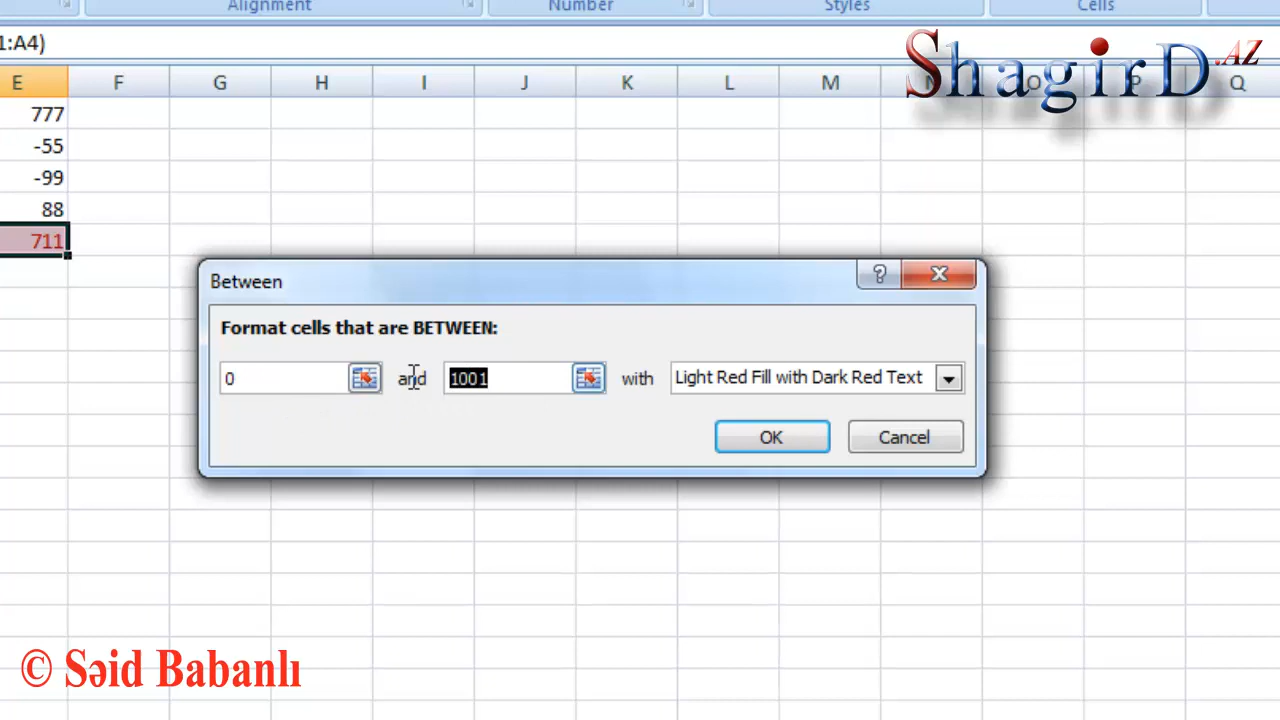 Alignment Number Styles Cells
1:A4)
ShagirD.AZ
E F G H I J K L M N O P Q
777
-55
-99
88
711
Between
Format cells that are BETWEEN:
0 and 1001 with Light Red Fill with Dark Red Text
OK Cancel
© Səid Babanlı